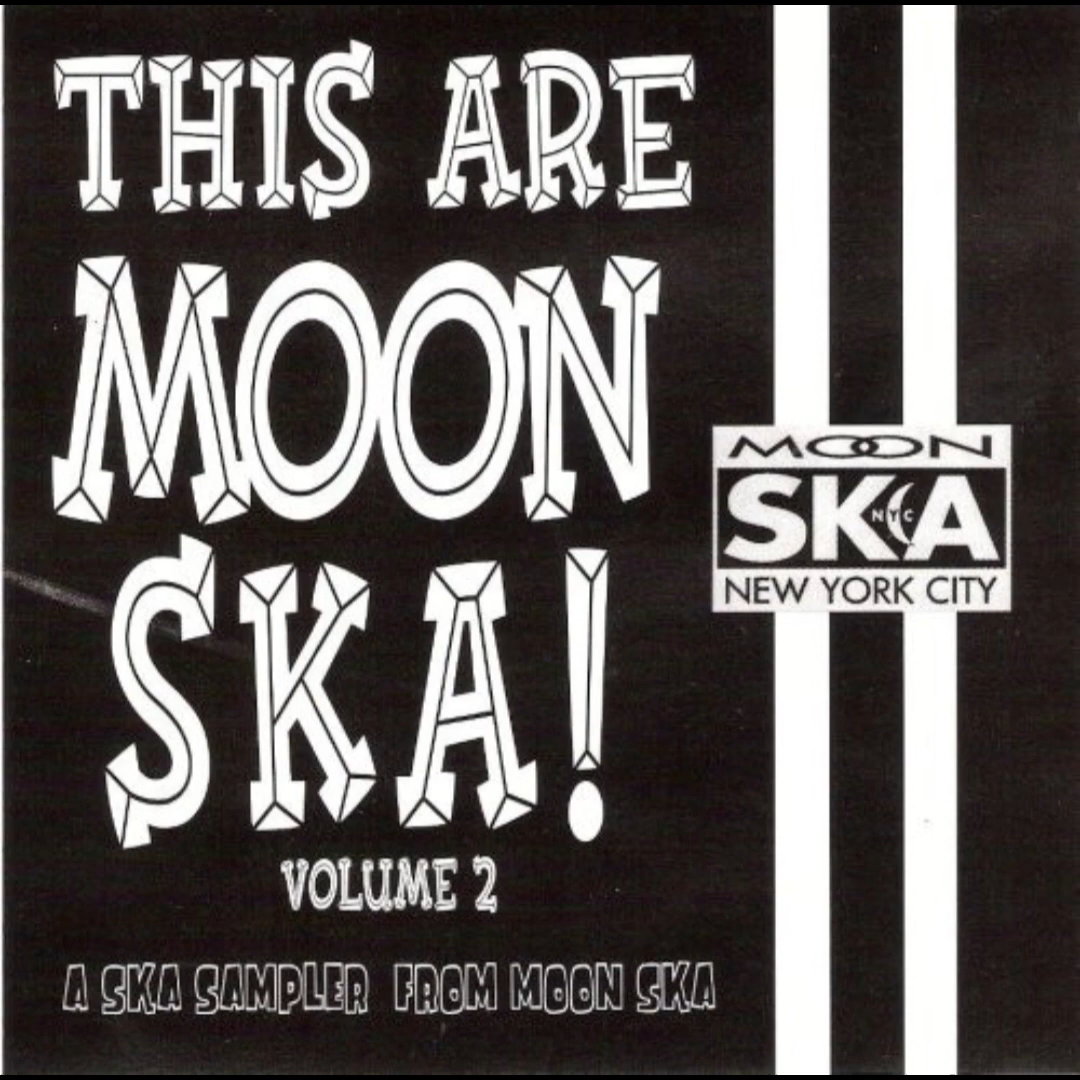 THIS ARE
MOON
SKA!
VOLUME 2
A SKA SAMPLER FROM MOON SKA
MOON
SKA
NYC
NEW YORK CITY